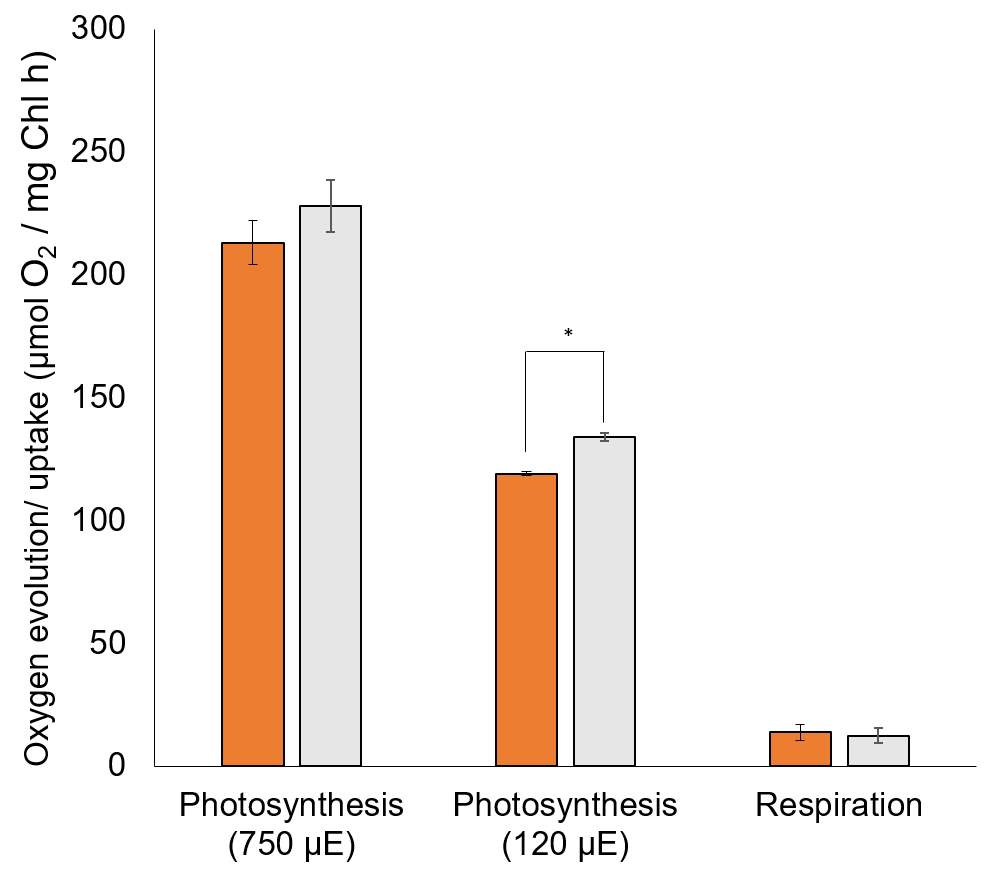 Oxygen evolution/ uptake (µmol O₂ / mg Chl h)
300
250
200
150
100
50
0
*
Photosynthesis
(750 µE)
Photosynthesis
(120 µE)
Respiration